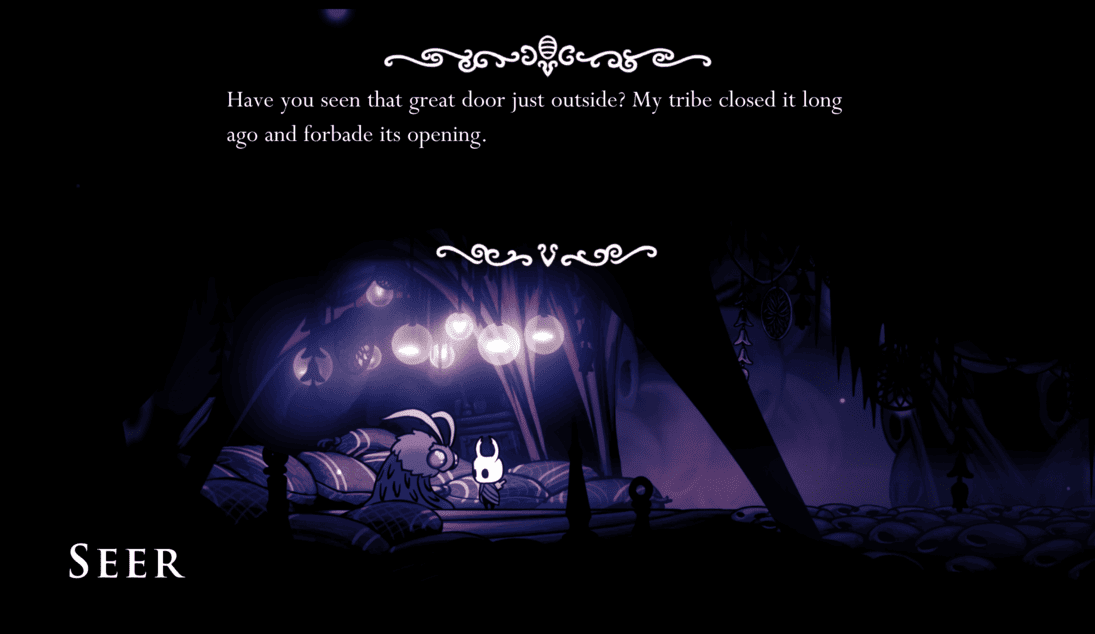 Have you seen that great door just outside? My tribe closed it long
ago and forbade its opening.
SEER